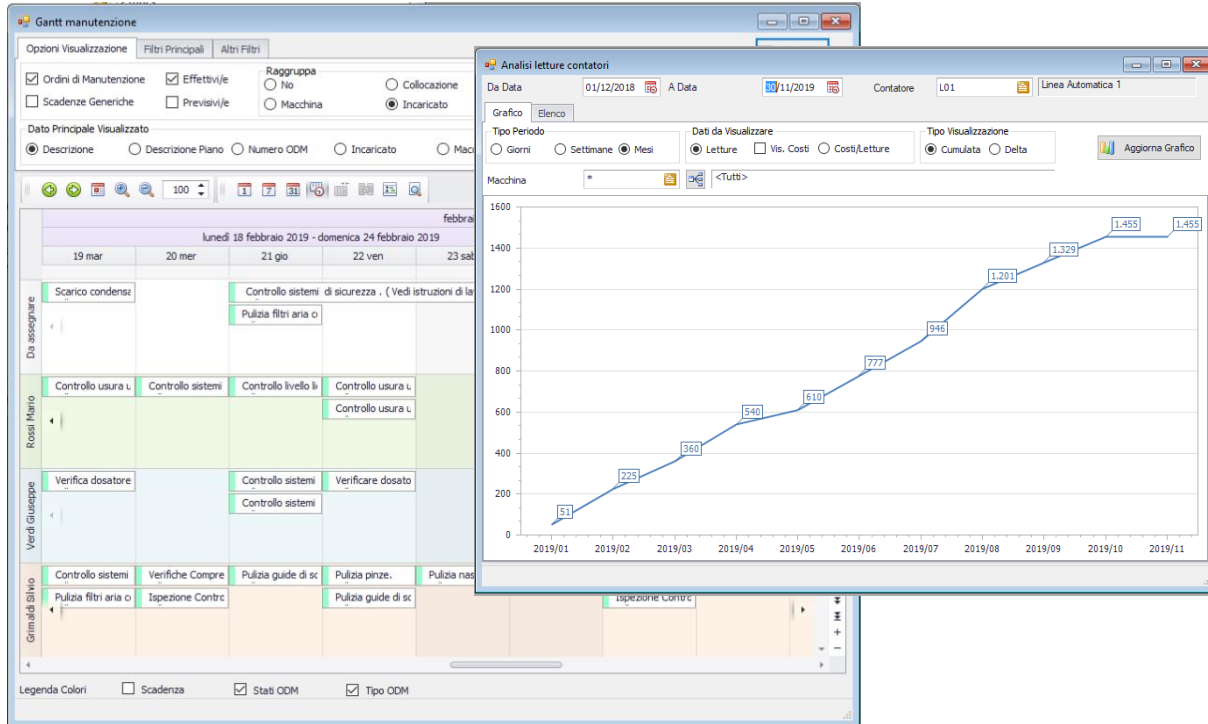 Gantt manutenzione
Opzioni Visualizzazione Filtri Principali Altri Filtri
Raggruppa
Ordini di Manutenzione Effettivi/e No Collocazione
Scadenze Generiche Previsivi/e Macchina Incaricato
Dato Principale Visualizzato
Descrizione Descrizione Piano Numero ODM Incaricato
100
1 7 31
lunedì 18 febbraio 2019 - domenica 24 febbraio 2019
19 mar 20 mer 21 gio 22 ven
Da assegnare
Scarico condensa Controllo sistemi di sicurezza . ( Vedi istruzioni di la
Pulizia filtri aria
Rossi Mario
Controllo usura Controllo sistemi Controllo livello Controllo usura
Controllo usura
Verdi Giuseppe
Verifica dosatore Controllo sistemi Verificare dosato
Controllo sistemi
Grimaldi Silvio
Controllo sistemi Verifiche Compre Pulizia guide di Pulizia pinze. Pulizia nas
Pulizia filtri aria Ispezione Pulizia guide di Ispezione
Legenda Colori Scadenza Stati ODM Tipo ODM
Analisi letture contatori
Da Data 01/12/2018 A Data 30/11/2019 Contatore L01 Linea Automatica 1
Grafico Elenco
Tipo Periodo Dati da Visualizzare Tipo Visualizzazione
Giorni Settimane Mesi Letture Vis. Costi Costi/Letture Cumulata Delta Aggiorna Grafico
Macchina * <Tutti>
1600
1400
1200
1000
800
600
400
200
0
51
225
360
540
610
777
946
1.201
1.329
1.455
1.455
2019/01 2019/02 2019/03 2019/04 2019/05 2019/06 2019/07 2019/08 2019/09 2019/10 2019/11